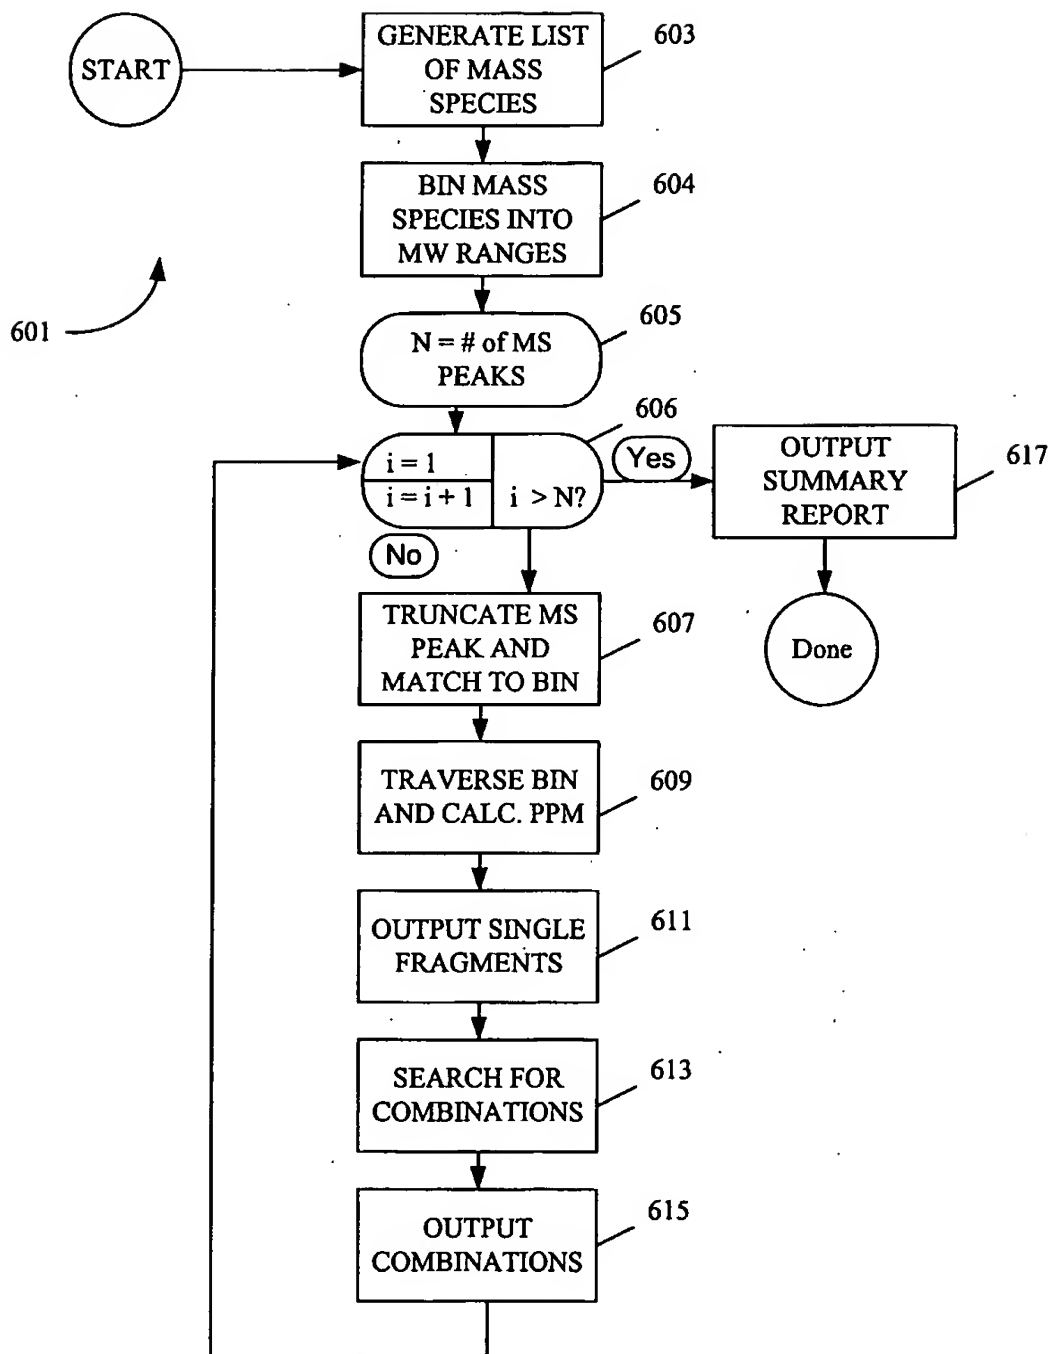 START
GENERATE LIST
OF MASS
SPECIES
603
BIN MASS
SPECIES INTO
MW RANGES
604
601
N = # of MS
PEAKS
605
606
i = 1
i = i + 1
i > N?
Yes
No
OUTPUT
SUMMARY
REPORT
617
Done
TRUNCATE MS
PEAK AND
MATCH TO BIN
607
TRAVERSE BIN
AND CALC. PPM
609
OUTPUT SINGLE
FRAGMENTS
611
SEARCH FOR
COMBINATIONS
613
OUTPUT
COMBINATIONS
615